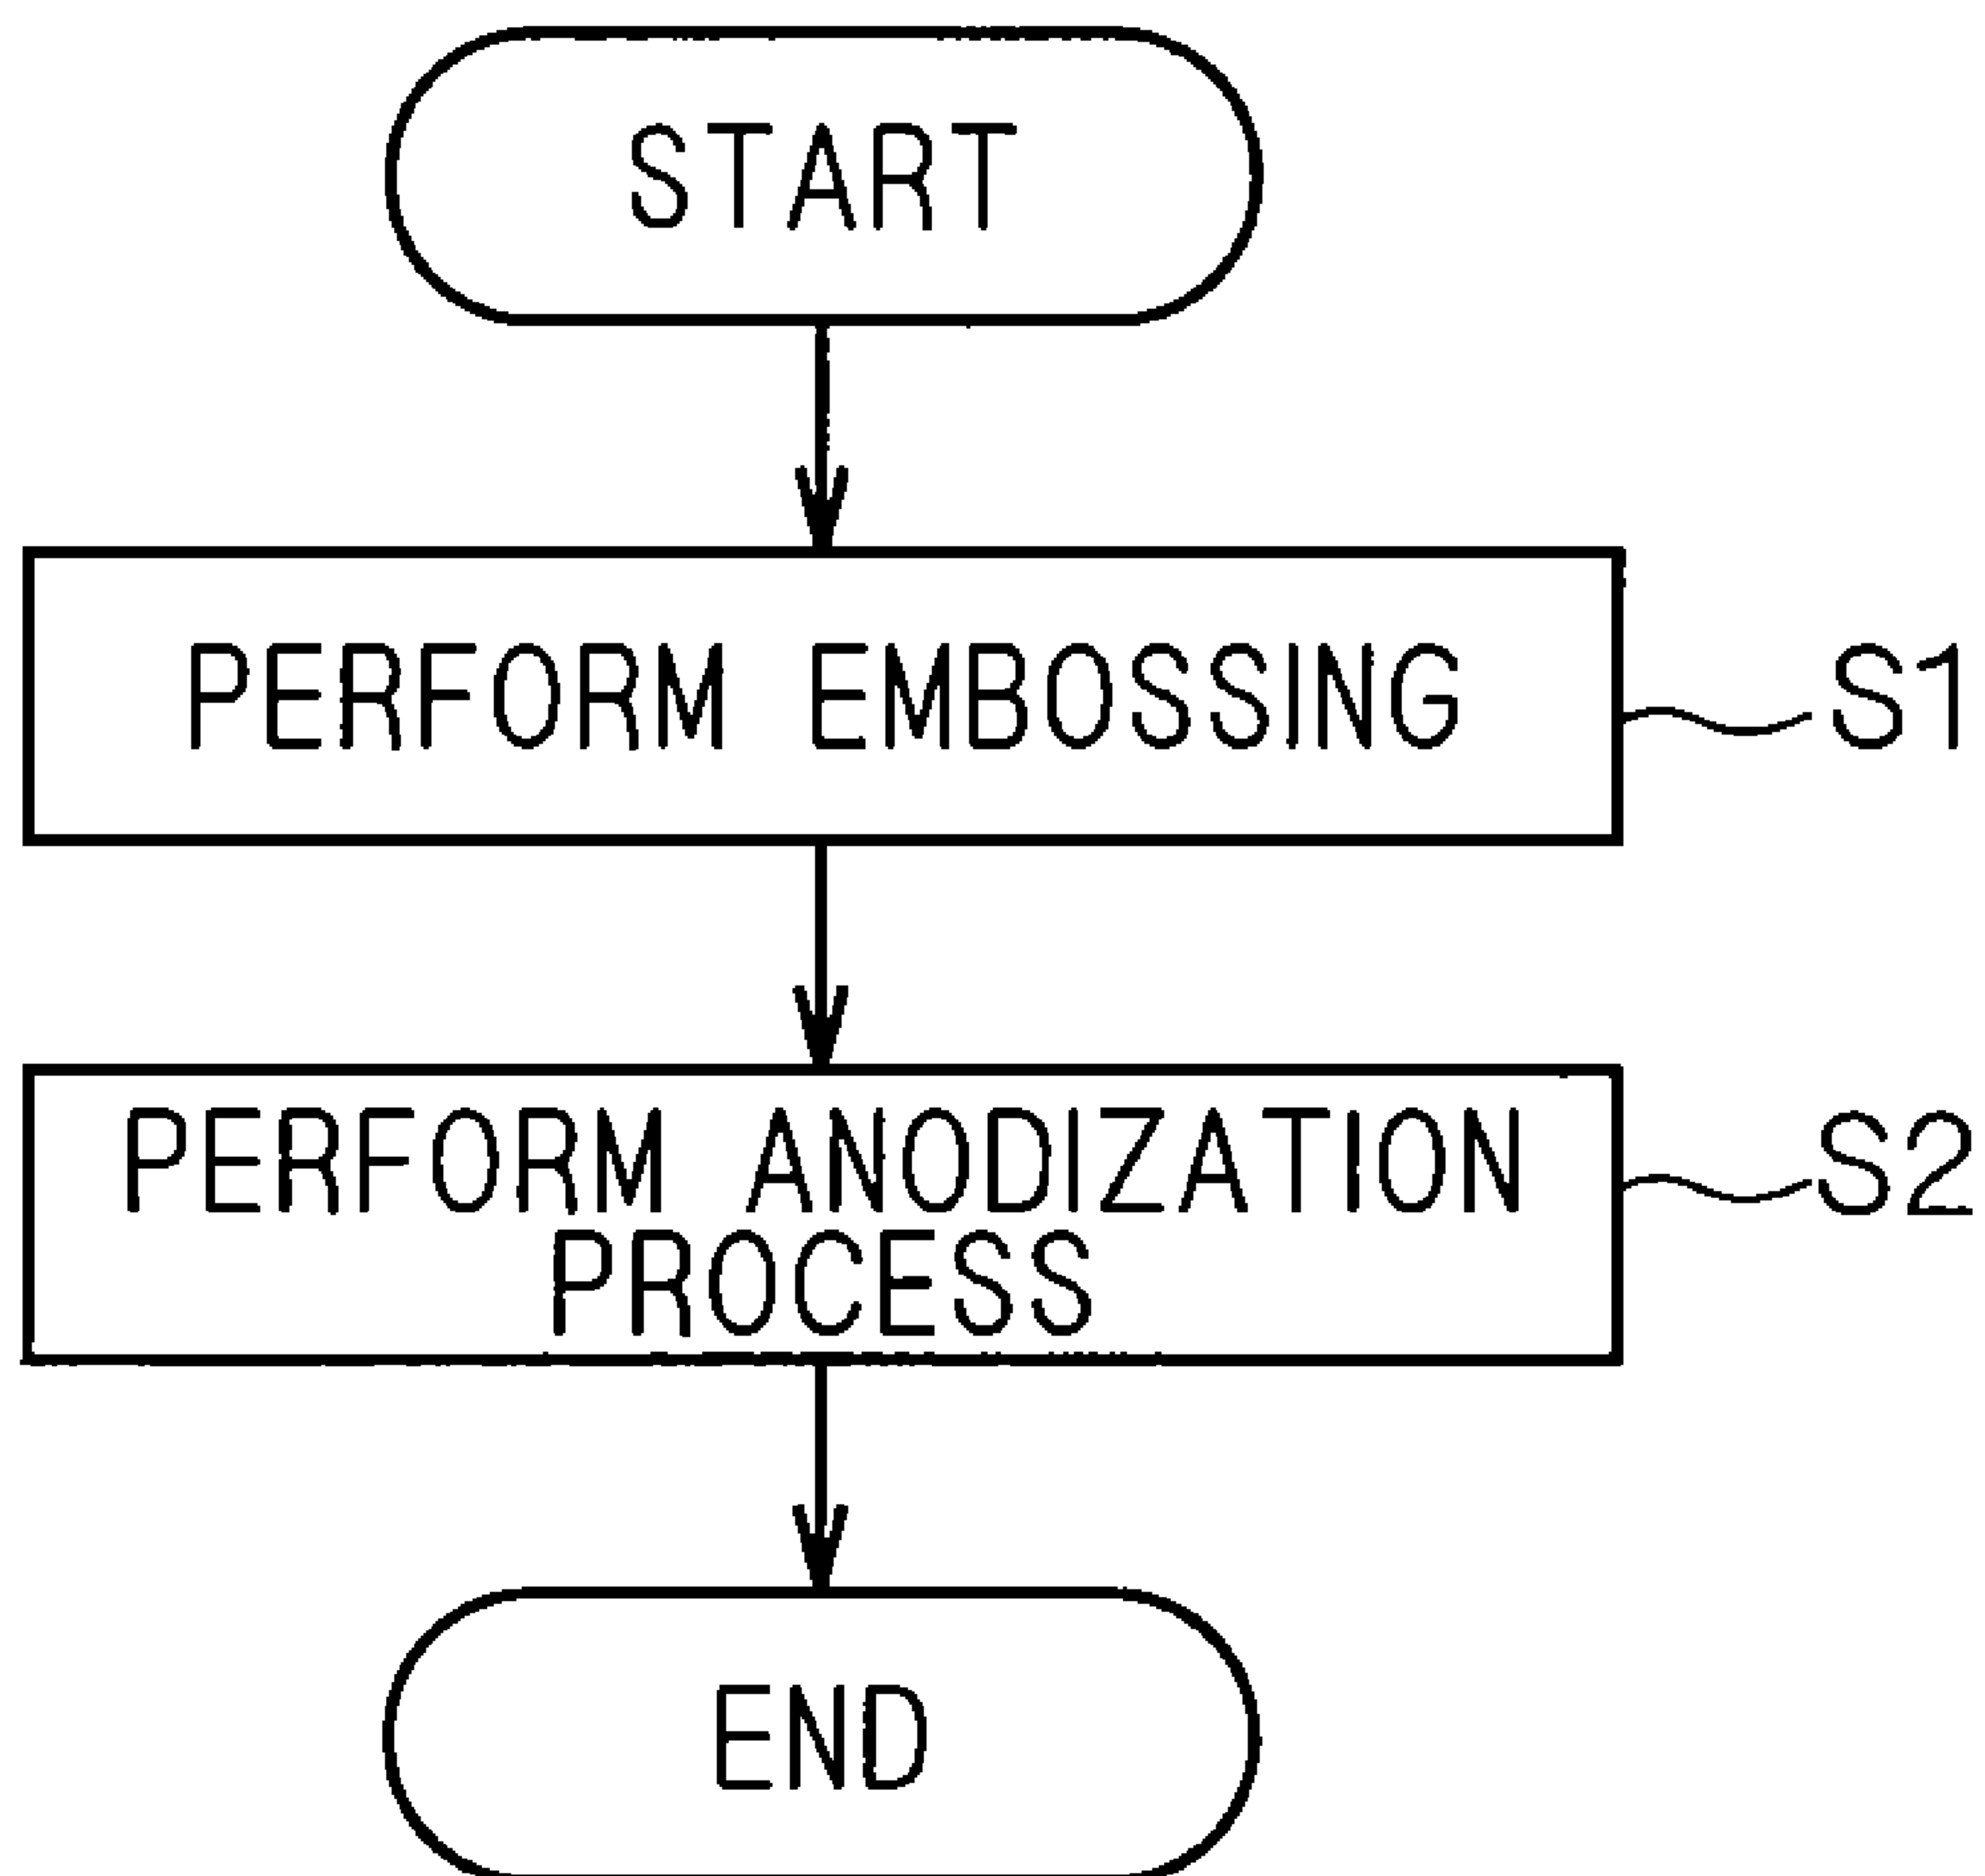 START
PERFORM EMBOSSING
S1
PERFORM ANODIZATION
PROCESS
S2
END